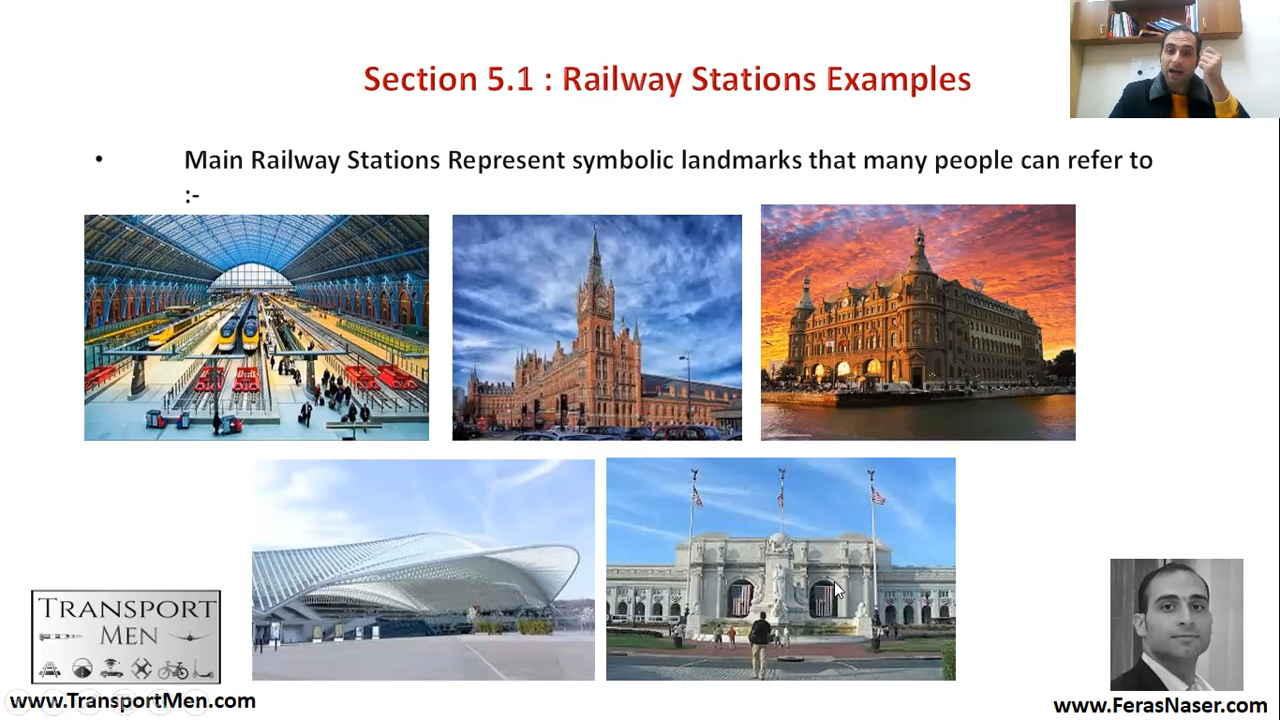 Section 5.1 : Railway Stations Examples
• Main Railway Stations Represent symbolic landmarks that many people can refer to
:-
TRANSPORT
MEN
www.TransportMen.com
www.FerasNaser.com